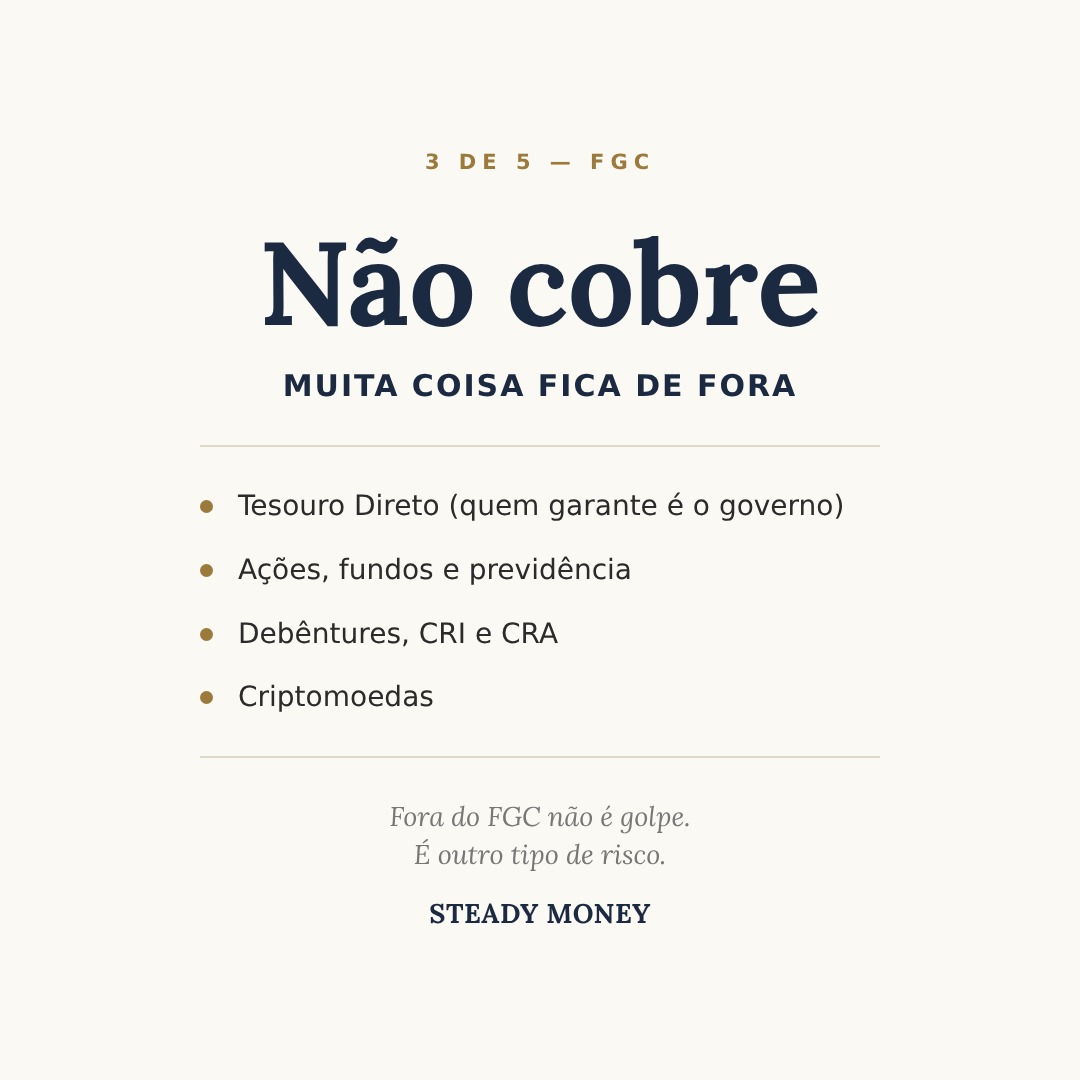 3 DE 5 — FGC
Não cobre
MUITA COISA FICA DE FORA
Tesouro Direto (quem garante é o governo)
Ações, fundos e previdência
Debêntures, CRI e CRA
Criptomoedas
Fora do FGC não é golpe.
É outro tipo de risco.
STEADY MONEY